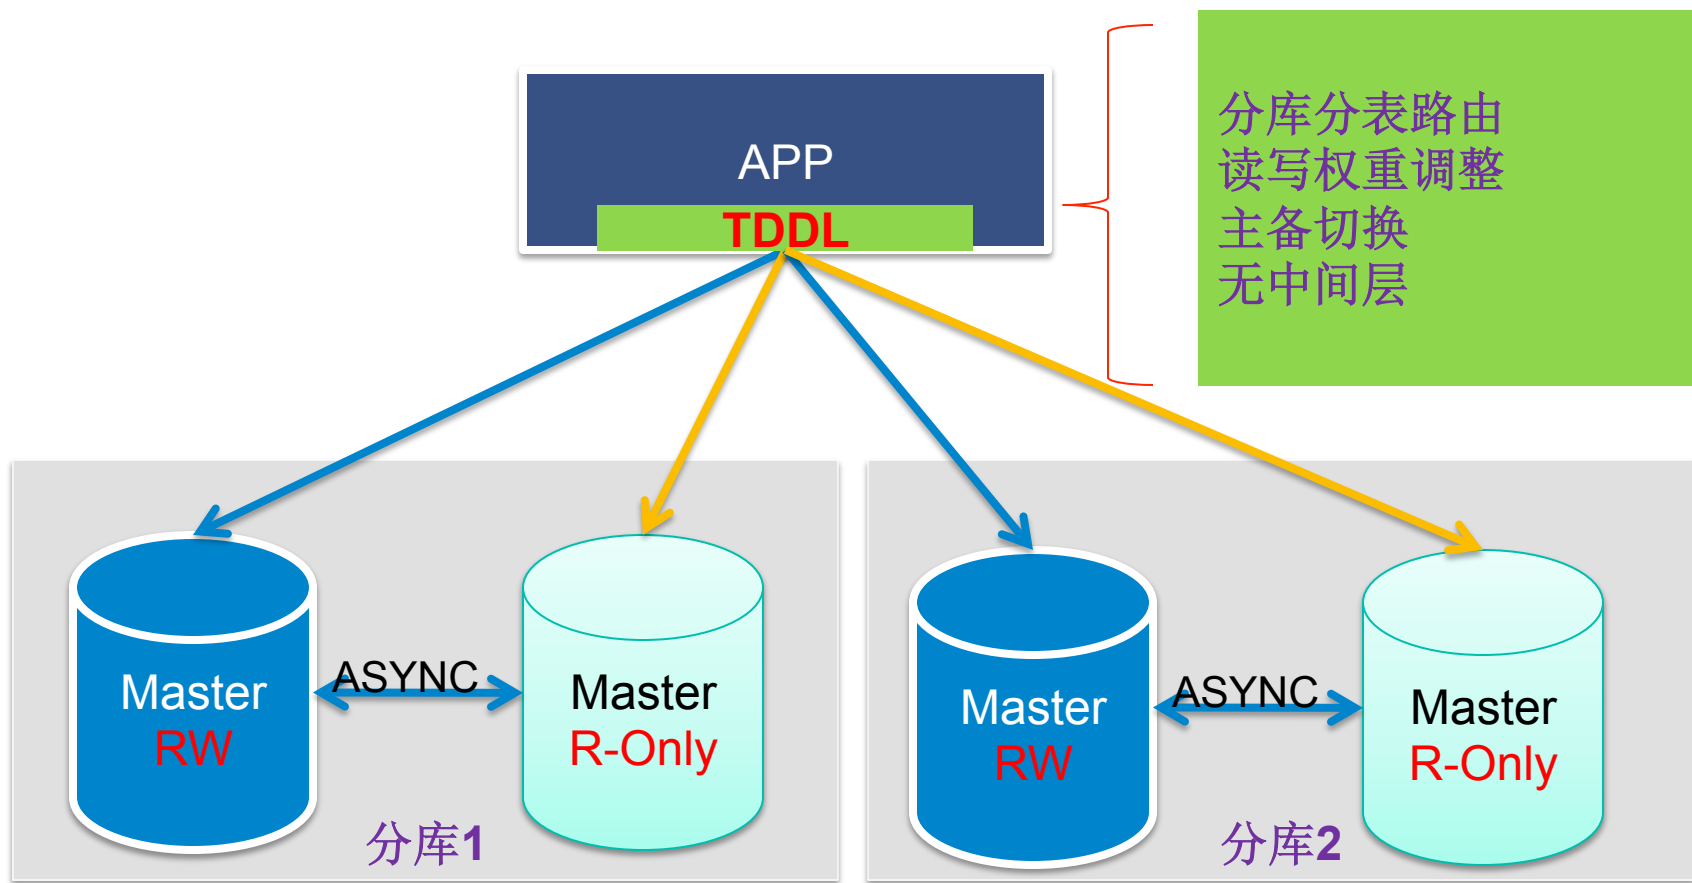 APP
TDDL
分库分表路由
读写权重调整
主备切换
无中间层
Master
RW
ASYNC
Master
R-Only
分库1
Master
RW
ASYNC
Master
R-Only
分库2